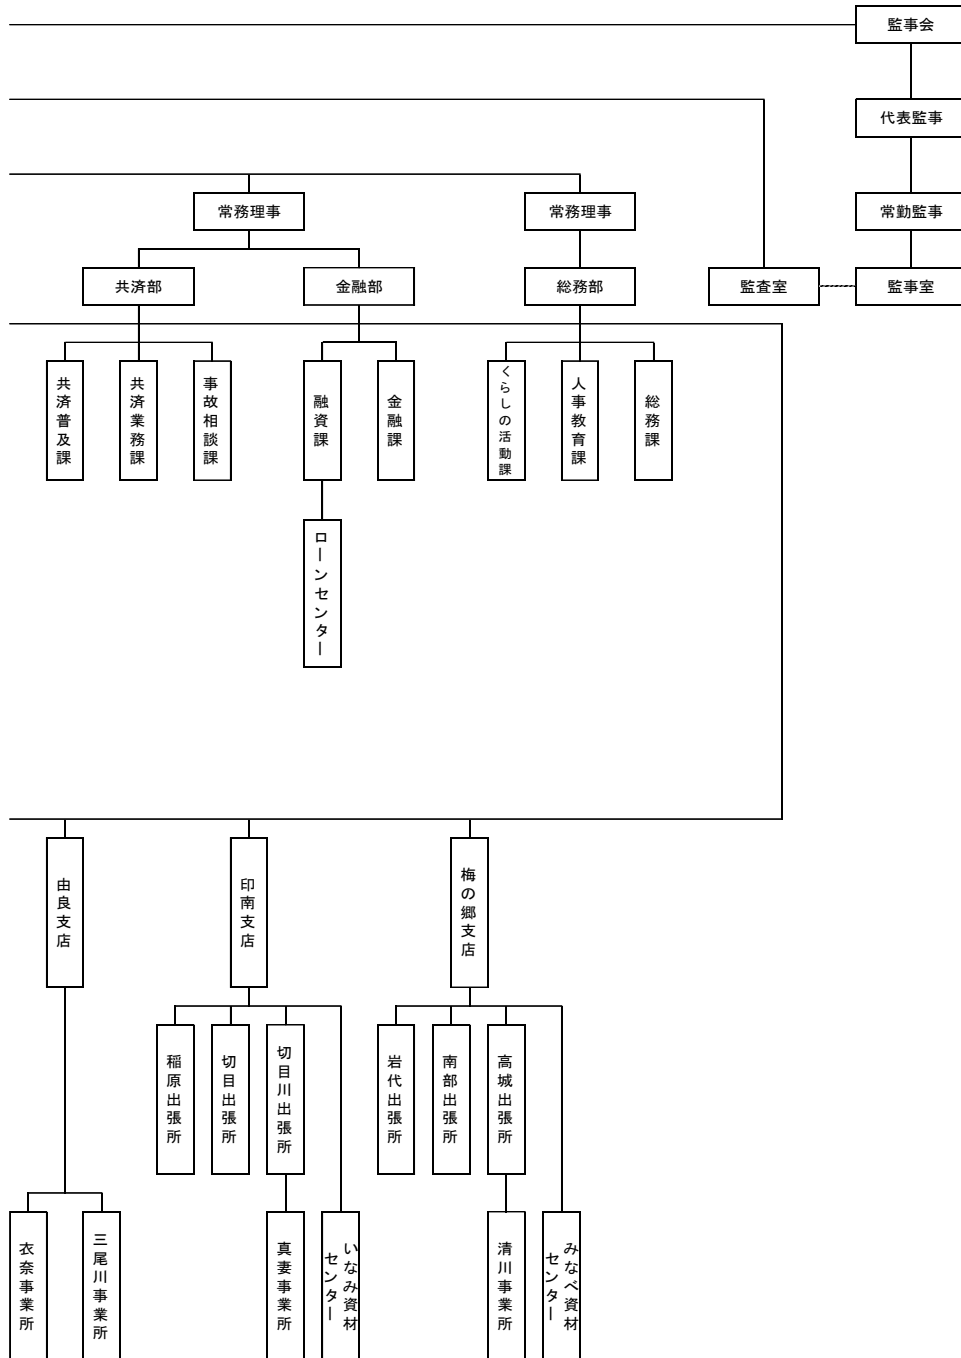 監事会
代表監事
常務理事
常務理事
常勤監事
共済部
金融部
総務部
監査室
監事室
共済普及課
共済業務課
事故相談課
融資課
金融課
くらしの活動課
人事教育課
総務課
ローンセンター
由良支店
印南支店
梅の郷支店
稲原出張所
切目出張所
切目川出張所
岩代出張所
南部出張所
高城出張所
衣奈事業所
三尾川事業所
真妻事業所
いなみ資材
センター
清川事業所
みなべ資材
センター